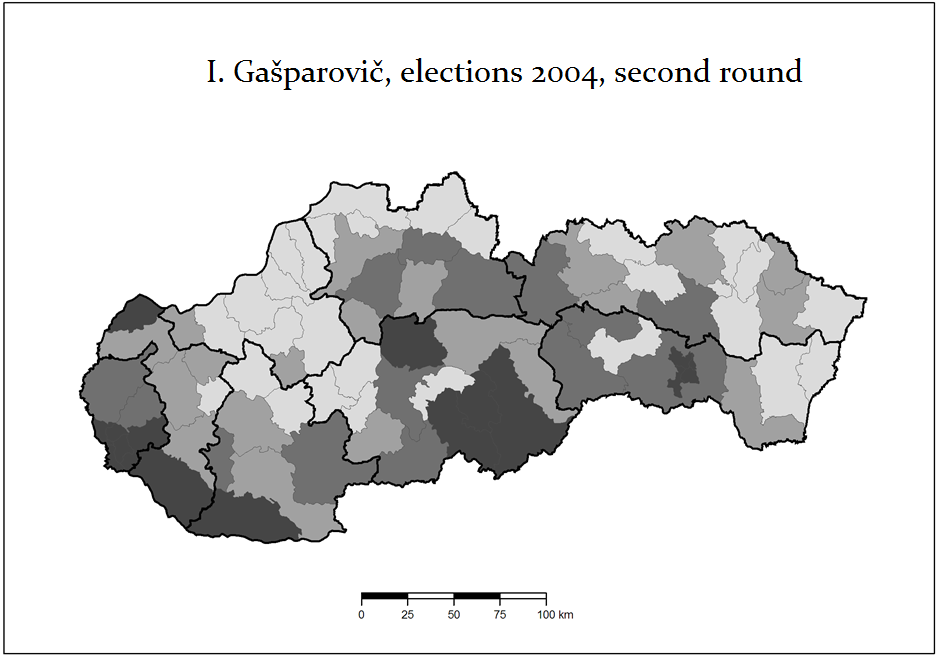 I. Gašparovič, elections 2004, second round
0 25 50 75 100 km